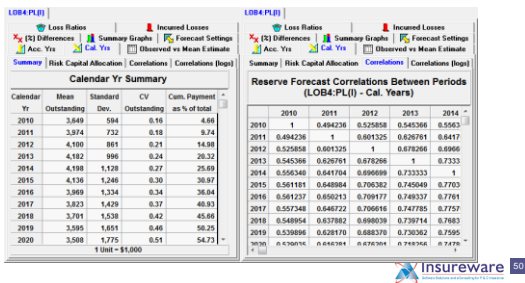 LOB4:PL(I)
Loss Ratios Incurred Losses
(%) Differences Summary Graphs Forecast Settings
Acc. Yrs Cal. Yrs Observed vs Mean Estimate
Summary Risk Capital Allocation Correlations Correlations (logs)
Calendar Yr Summary
Calendar Mean Standard CV Cum. Payment
Yr Outstanding Dev. Outstanding as % of total
2010 3,649 594 0.16 4.66
2011 3,974 732 0.18 9.74
2012 4,100 861 0.21 14.98
2013 4,182 996 0.24 20.32
2014 4,198 1,128 0.27 25.69
2015 4,136 1,246 0.30 30.97
2016 3,969 1,334 0.34 36.04
2017 3,823 1,429 0.37 40.93
2018 3,701 1,538 0.42 45.66
2019 3,595 1,651 0.46 50.25
2020 3,508 1,775 0.51 54.73
1 Unit = $1,000
LOB4:PL(I)
Loss Ratios Incurred Losses
(%) Differences Summary Graphs Forecast Settings
Acc. Yrs Cal. Yrs Observed vs Mean Estimate
Summary Risk Capital Allocation Correlations Correlations (logs)
Reserve Forecast Correlations Between Periods
(LOB4:PL(I) - Cal. Years)
2010 2011 2012 2013 2014
2010 1 0.494236 0.525858 0.545366 0.5563
2011 0.494236 1 0.601325 0.626761 0.6417
2012 0.525858 0.601325 1 0.678266 0.6966
2013 0.545366 0.626761 0.678266 1 0.7333
2014 0.556340 0.641704 0.696699 0.733333 1
2015 0.561181 0.648984 0.706382 0.745049 0.7703
2016 0.561237 0.650213 0.709177 0.749337 0.7761
2017 0.557348 0.646722 0.706616 0.747785 0.7757
2018 0.548954 0.637882 0.698039 0.739714 0.7683
2019 0.539896 0.628170 0.688370 0.730362 0.7595
2020 0.539035 0.616281 0.676201 0.718256 0.7478
Insureware 50